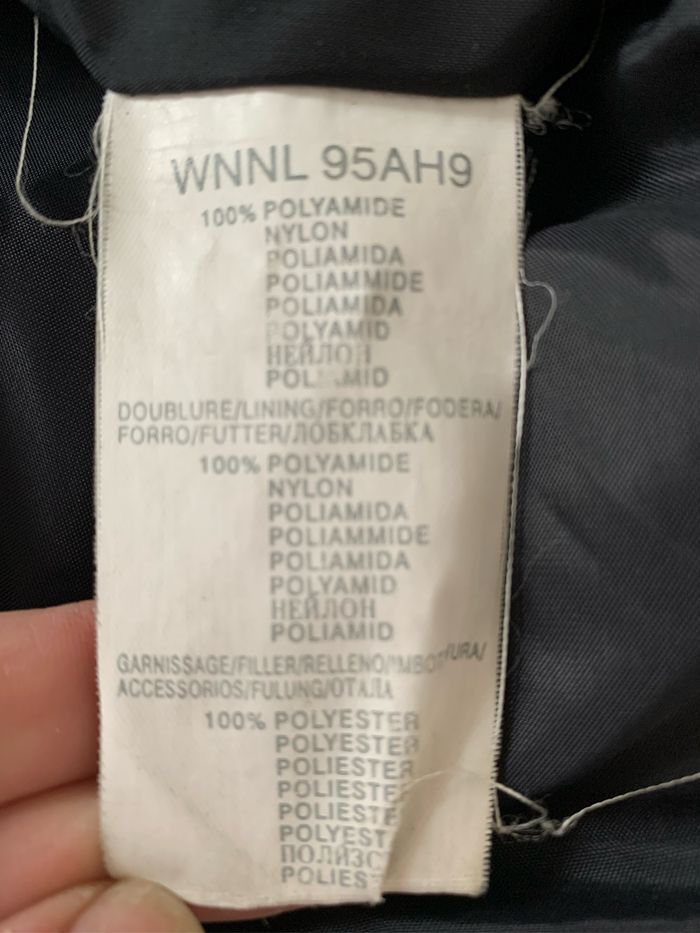 WNNL 95AH9
100% POLYAMIDE
NYLON
POLIAMIDA
POLIAMMIDE
POLIAMIDA
POLYAMID
НЕЙЛОН
DOUBLURE/LINING/FORRO/FODERA/
FORRO/FUTTER/ЛОБКЛАБКА
100% POLYAMIDE
NYLON
POLIAMIDA
POLIAMMIDE
POLIAMIDA
POLYAMID
НЕЙЛОН
POLIAMID
GARNISSAGE/FILLER/RELLENO/IMBOTTURA/
ACCESSORIOS/FULUNG/ОТАЛА
100% POLYESTER
POLYESTER
POLIESTER